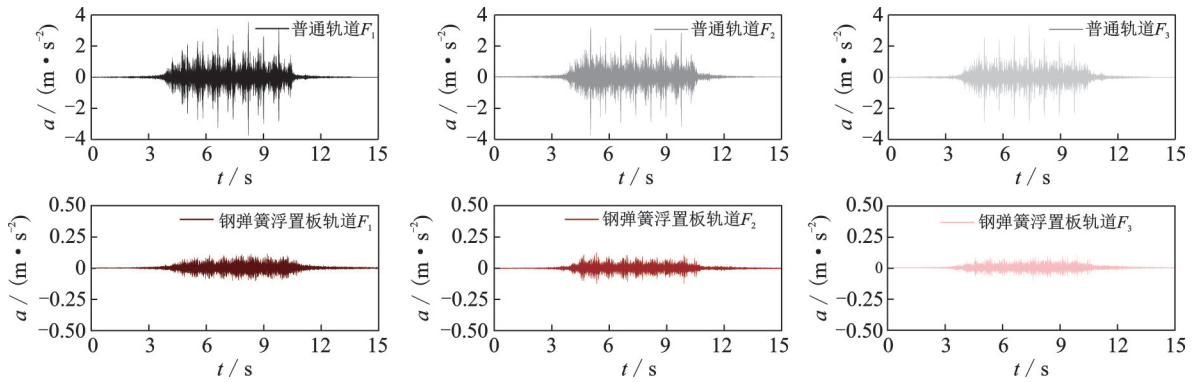 4
2
0
−2
−4
a / (m·s⁻²)
普通轨道F₁
0 3 6 9 12 15
t / s
4
2
0
−2
−4
a / (m·s⁻²)
普通轨道F₂
0 3 6 9 12 15
t / s
4
2
0
−2
−4
a / (m·s⁻²)
普通轨道F₃
0 3 6 9 12 15
t / s
0.50
0.25
0
−0.25
−0.50
a / (m·s⁻²)
钢弹簧浮置板轨道F₁
0 3 6 9 12 15
t / s
0.50
0.25
0
−0.25
−0.50
a / (m·s⁻²)
钢弹簧浮置板轨道F₂
0 3 6 9 12 15
t / s
0.50
0.25
0
−0.25
−0.50
a / (m·s⁻²)
钢弹簧浮置板轨道F₃
0 3 6 9 12 15
t / s